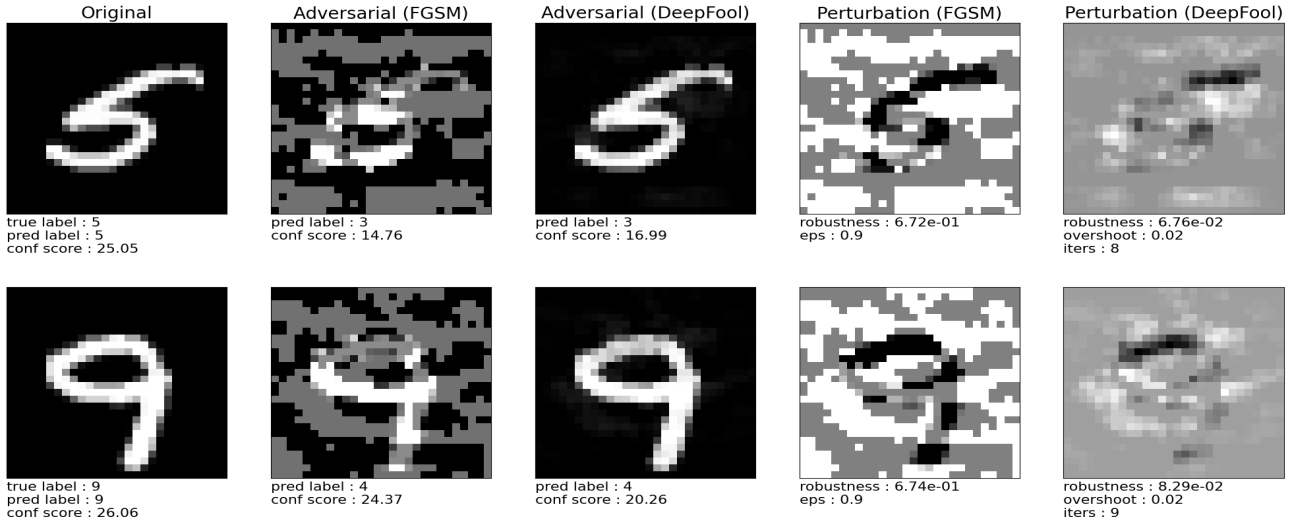 Original
Adversarial (FGSM)
Adversarial (DeepFool)
Perturbation (FGSM)
Perturbation (DeepFool)
true label : 5
pred label : 5
conf score : 25.05
pred label : 3
conf score : 14.76
pred label : 3
conf score : 16.99
robustness : 6.72e-01
eps : 0.9
robustness : 6.76e-02
overshoot : 0.02
iters : 8
true label : 9
pred label : 9
conf score : 26.06
pred label : 4
conf score : 24.37
pred label : 4
conf score : 20.26
robustness : 6.74e-01
eps : 0.9
robustness : 8.29e-02
overshoot : 0.02
iters : 9